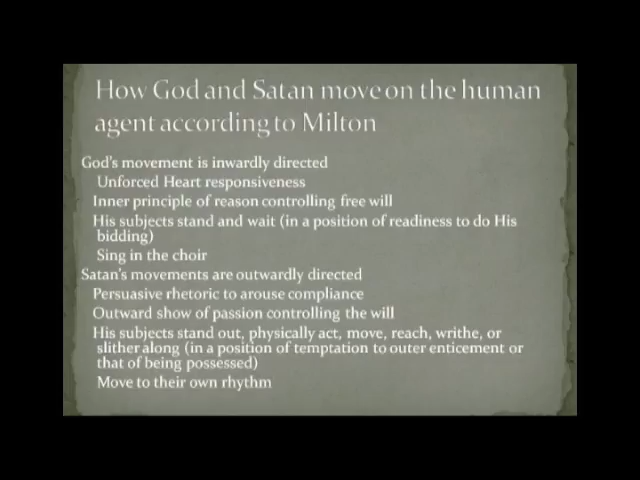 How God and Satan move on the human
agent according to Milton
God's movement is inwardly directed
Unforced Heart responsiveness
Inner principle of reason controlling free will
His subjects stand and wait (in a position of readiness to do His
bidding)
Sing in the choir
Satan's movements are outwardly directed
Persuasive rhetoric to arouse compliance
Outward show of passion controlling the will
His subjects stand out, physically act, move, reach, writhe, or
slither along (in a position of temptation to outer enticement or
that of being possessed)
Move to their own rhythm